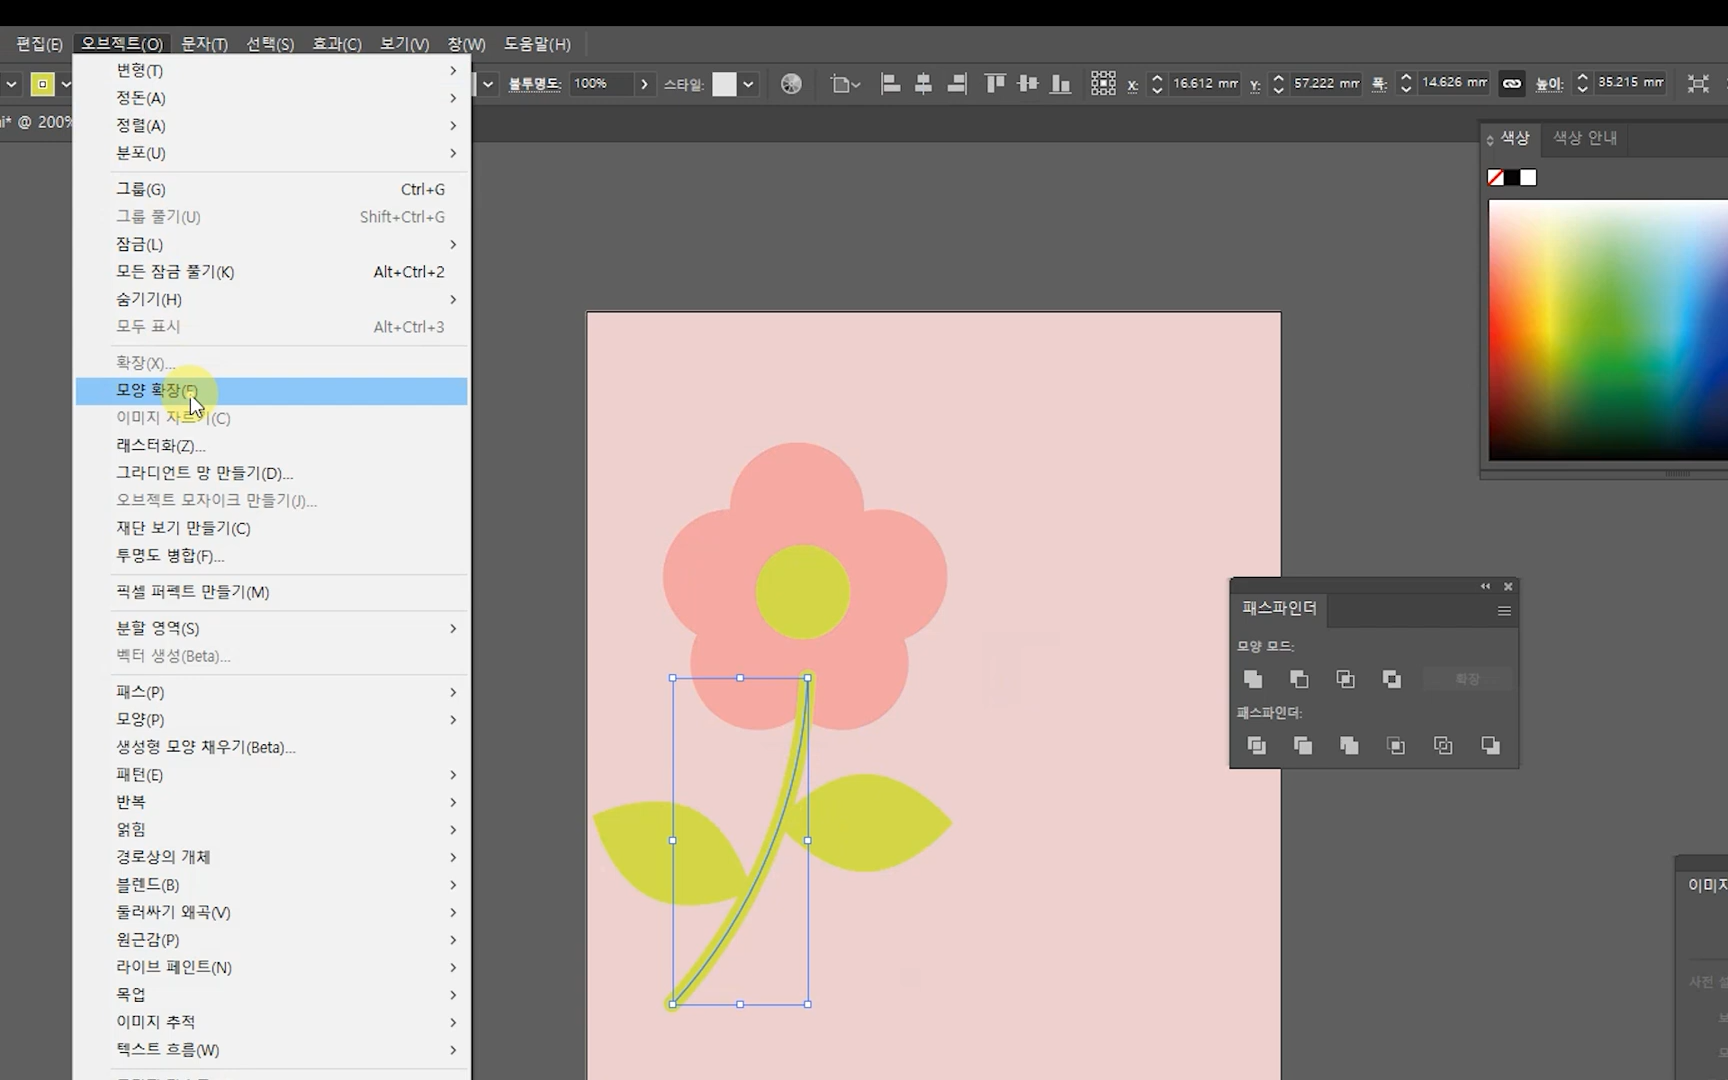 편집(E) 오브젝트(O) 문자(T) 선택(S) 효과(C) 보기(V) 창(W) 도움말(H)
불투명도: 100% 스타일: X: 16.612 mm Y: 57.222 mm 폭: 14.626 mm 높이: 35.215 mm
i* @ 200%
변형(T)
정돈(A)
정렬(A)
분포(U)
그룹(G) Ctrl+G
그룹 풀기(U) Shift+Ctrl+G
잠금(L)
모든 잠금 풀기(K) Alt+Ctrl+2
숨기기(H)
모두 표시 Alt+Ctrl+3
확장(X)...
모양 확장(E)
이미지 자르기(C)
래스터화(Z)...
그라디언트 망 만들기(D)...
오브젝트 모자이크 만들기(J)...
재단 보기 만들기(C)
투명도 병합(F)...
픽셀 퍼펙트 만들기(M)
분할 영역(S)
벡터 생성(Beta)...
패스(P)
모양(P)
생성형 모양 채우기(Beta)...
패턴(E)
반복
얽힘
경로상의 개체
블렌드(B)
둘러싸기 왜곡(V)
원근감(P)
라이브 페인트(N)
목업
이미지 추적
텍스트 흐름(W)
색상 색상 안내
패스파인더
모양 모드:
확장
패스파인더:
이미지
사전 설